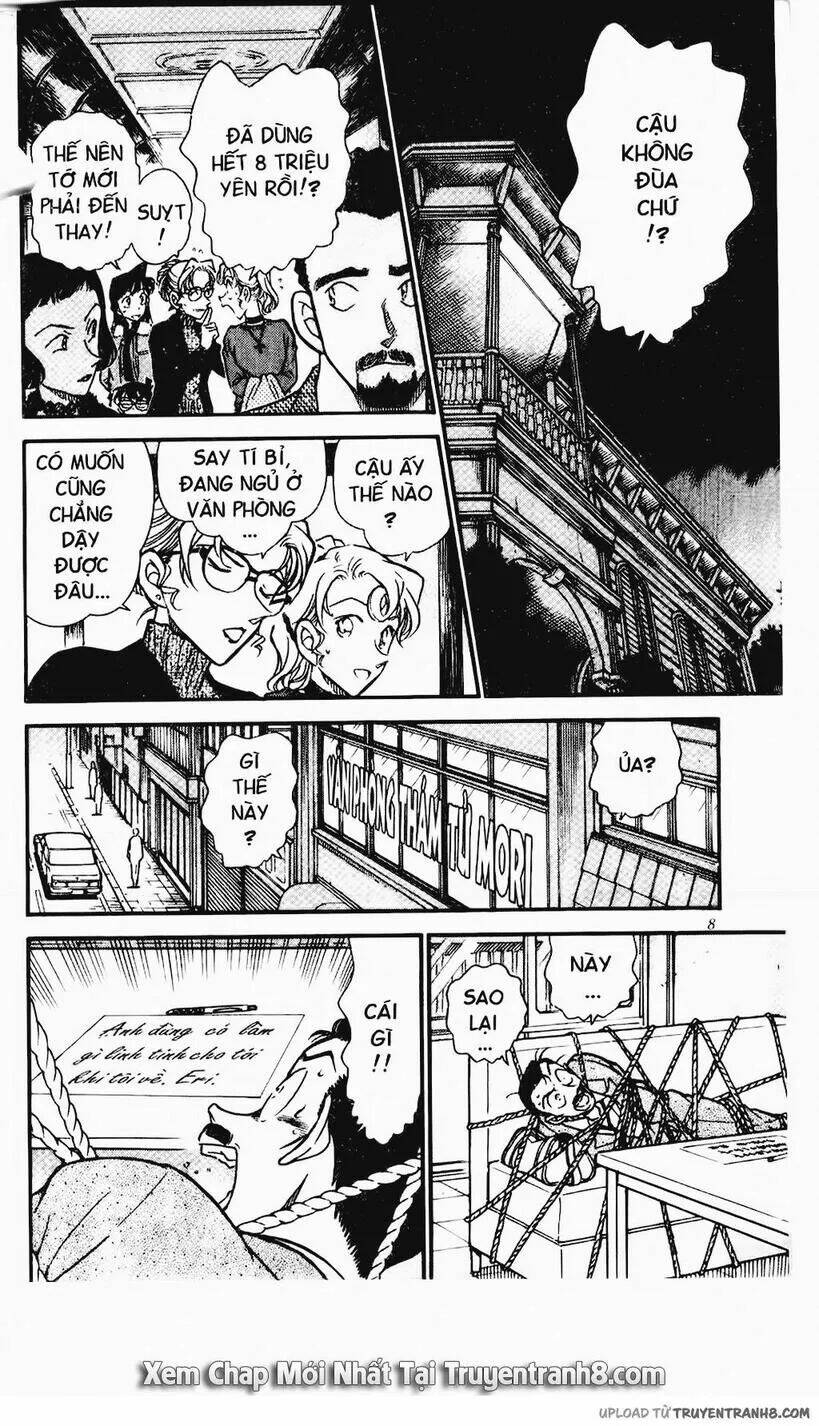 CẬU
KHÔNG
ĐÙA
CHỨ
!?
ĐÃ DÙNG
HẾT 8 TRIỆU
YÊN RỒI!?
SUỴT
!
THẾ NÊN
TỚ MỚI
PHẢI ĐẾN
THAY!
CẬU ẤY
THẾ NÀO
?
SAY TÍ BỈ,
ĐANG NGỦ Ở
VĂN PHÒNG
...
CÓ MUỐN
CŨNG
CHẲNG
DẬY
ĐƯỢC
ĐÂU...
ỦA?
GÌ
THẾ
NÀY
?
VĂN PHÒNG THÁM TỬ MORI
8
NÀY
...
SAO
LẠI
...
CÁI
GÌ
!!
Anh đừng có làm
gì linh tinh cho tới
khi tôi về. Eri.
Xem Chap Mới Nhất Tại Truyentranh8.com
UPLOAD TỪ TRUYENTRANH8.COM